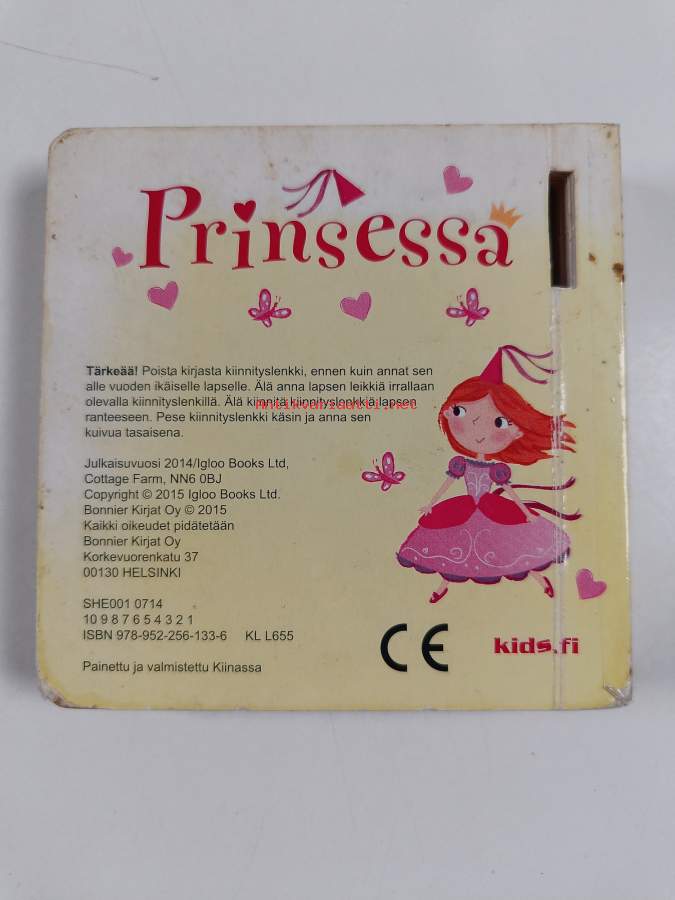 Prinsessa
Tärkeää! Poista kirjasta kiinnityslenkki, ennen kuin annat sen
alle vuoden ikäiselle lapselle. Älä anna lapsen leikkiä irrallaan
olevalla kiinnityslenkillä. Älä kiinnitä kiinnityslenkkiä lapsen
antikvariaatti.net
ranteeseen. Pese kiinnityslenkki käsin ja anna sen
kuivua tasaisena.
Julkaisuvuosi 2014/Igloo Books Ltd,
Cottage Farm, NN6 0BJ
Copyright © 2015 Igloo Books Ltd.
Bonnier Kirjat Oy © 2015
Kaikki oikeudet pidätetään
Bonnier Kirjat Oy
Korkevuorenkatu 37
00130 HELSINKI
SHE001 0714
10 9 8 7 6 5 4 3 2 1
ISBN 978-952-256-133-6 KL L655
Painettu ja valmistettu Kiinassa
CE
kids.fi